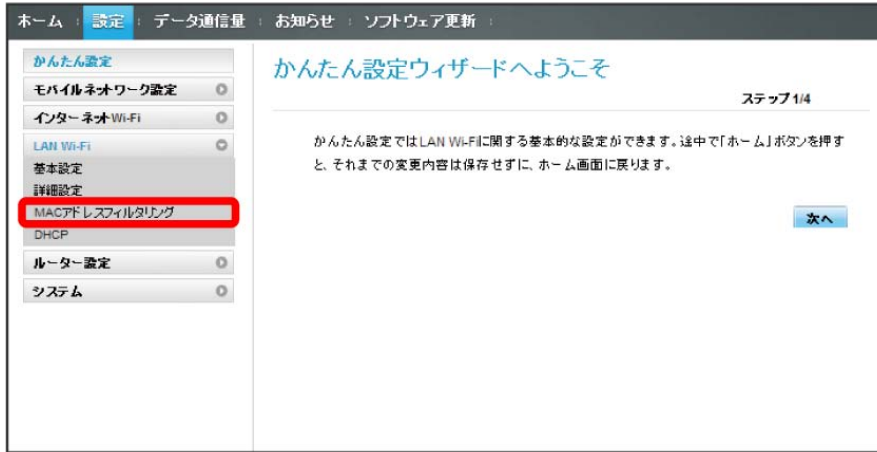 ホーム 設定 データ通信量 お知らせ ソフトウェア更新
かんたん設定
モバイルネットワーク設定
インターネットWi-Fi
LAN Wi-Fi
基本設定
詳細設定
MACアドレスフィルタリング
DHCP
ルーター設定
システム
かんたん設定ウィザードへようこそ
ステップ1/4
かんたん設定ではLAN Wi-Fiに関する基本的な設定ができます。途中で「ホーム」ボタンを押す
と、それまでの変更内容は保存せずに、ホーム画面に戻ります。
次へ